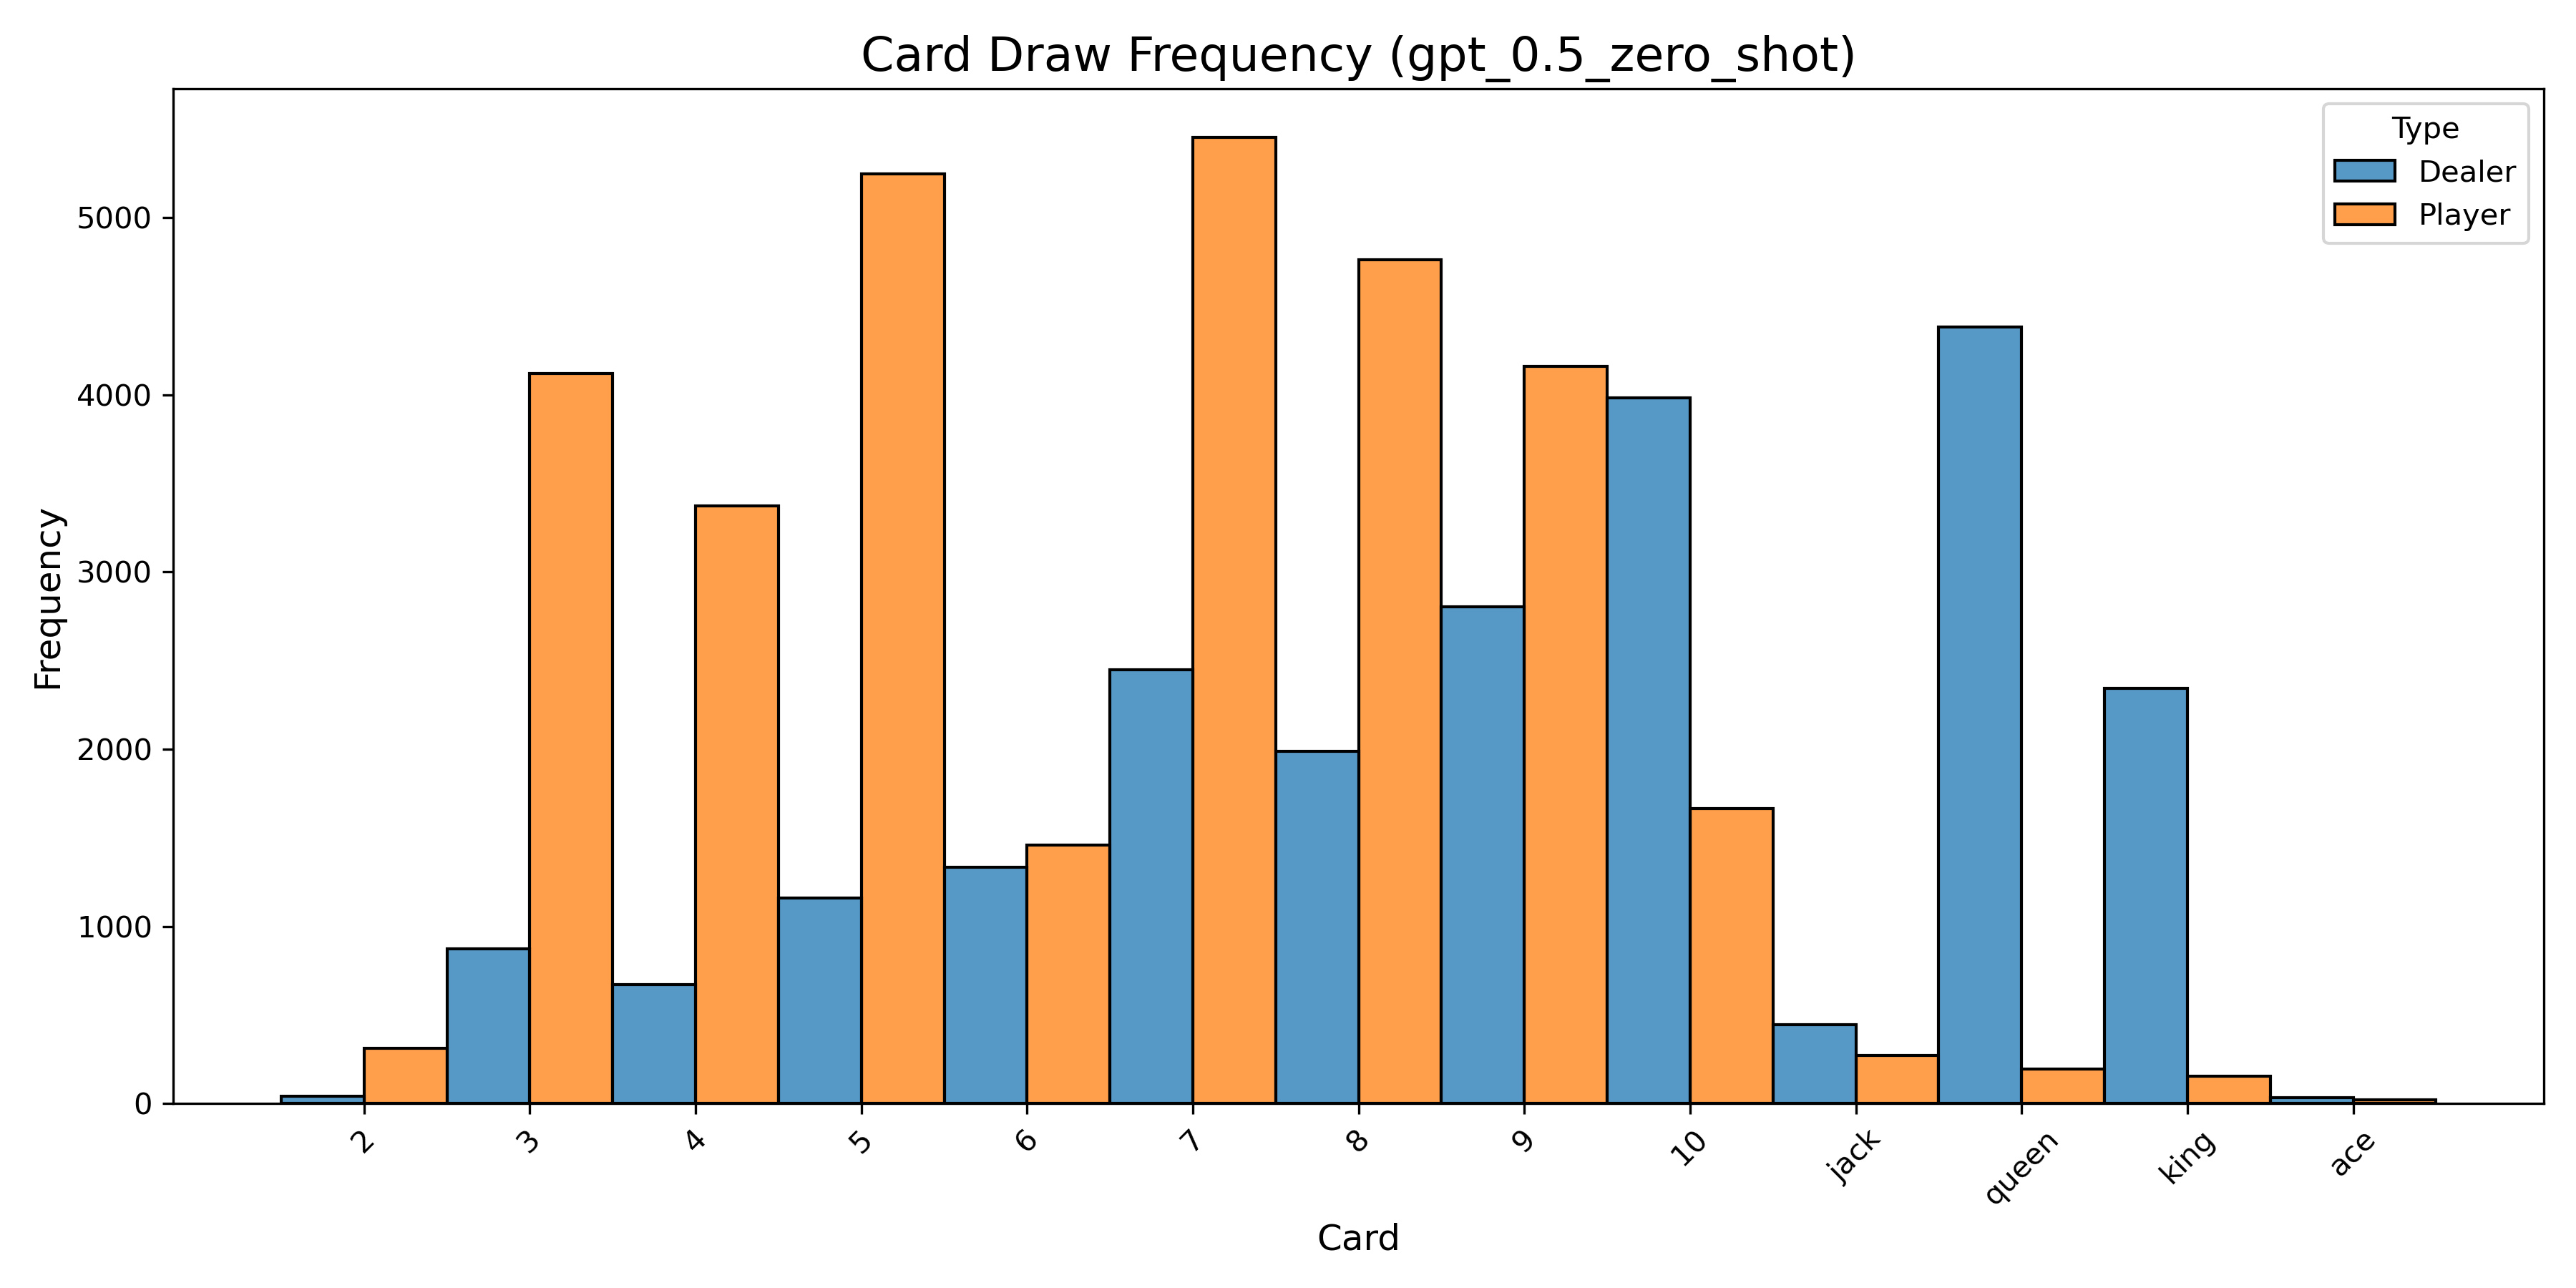 Card Draw Frequency (gpt_0.5_zero_shot)
Type
Dealer
Player
Frequency
5000
4000
3000
2000
1000
0
2
3
4
5
6
7
8
9
10
jack
queen
king
ace
Card